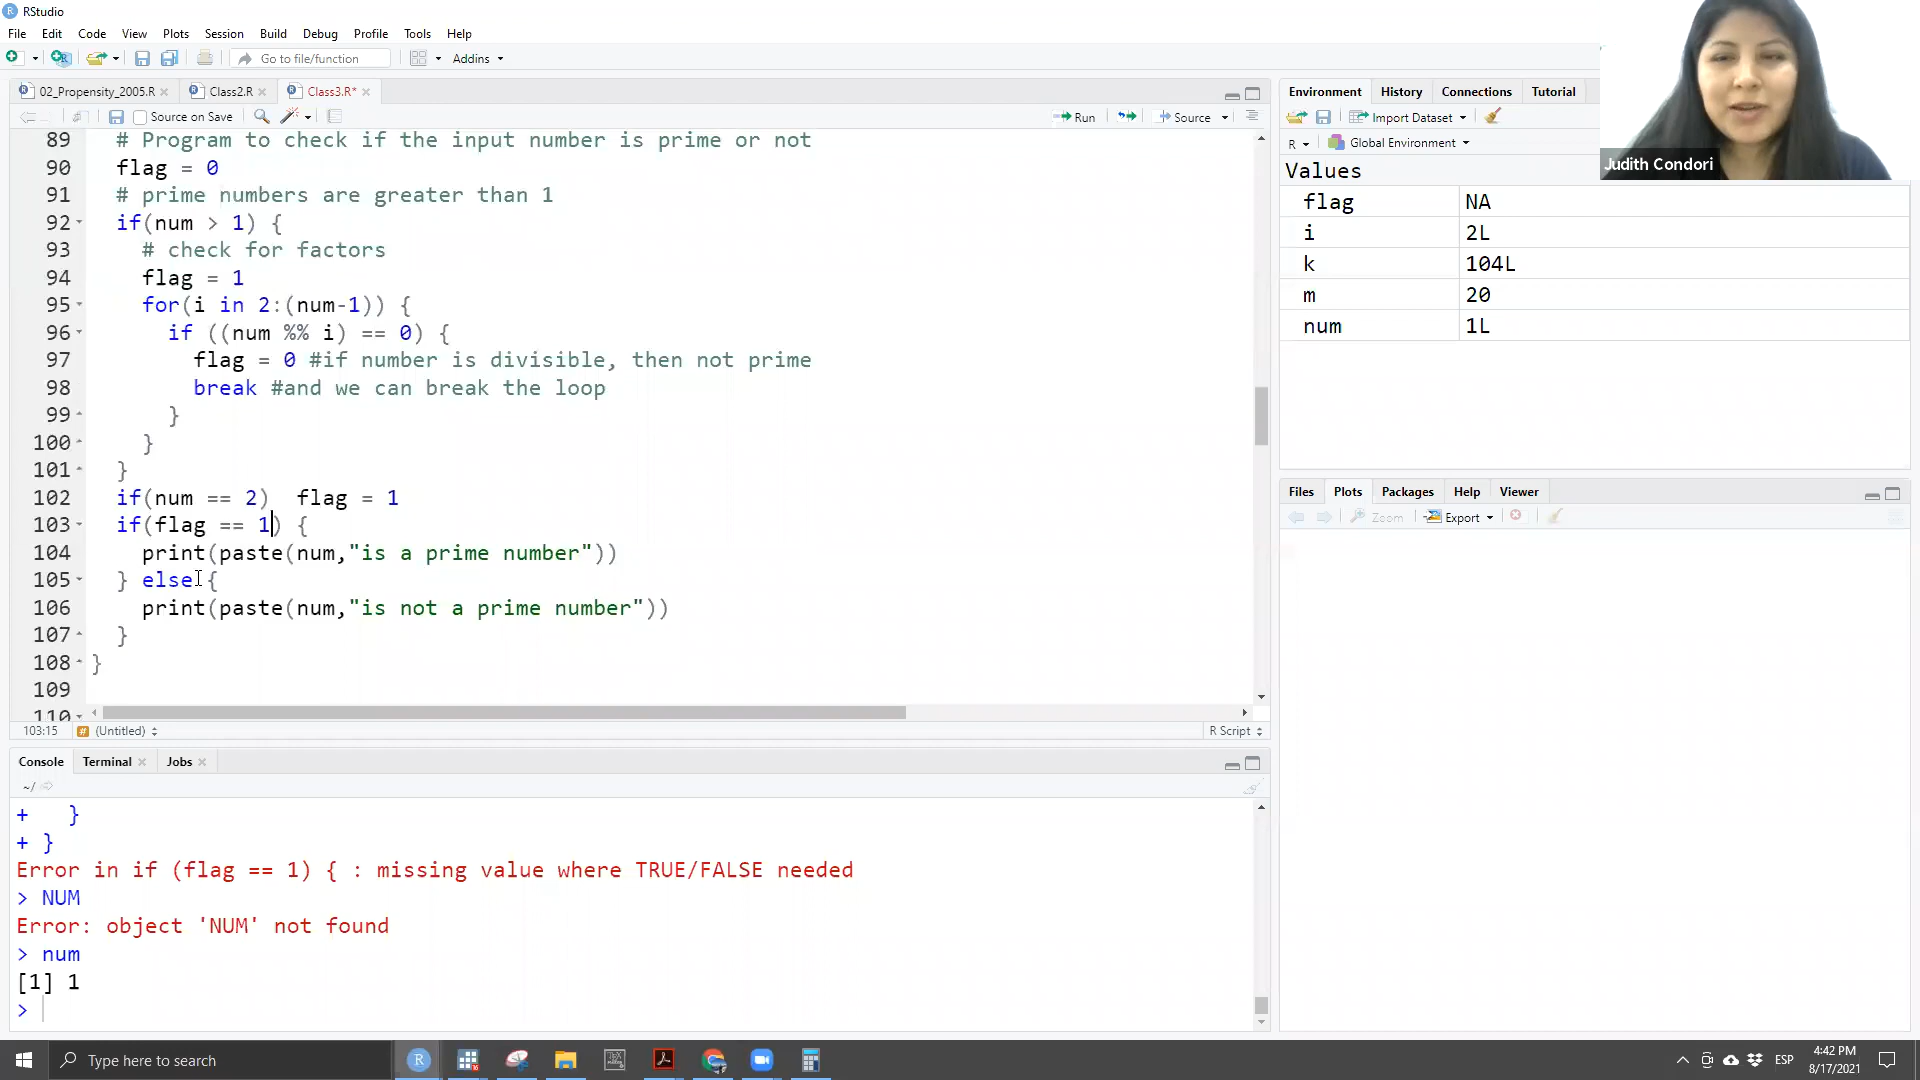 RStudio
File Edit Code View Plots Session Build Debug Profile Tools Help
Go to file/function Addins
02_Propensity_2005.R Class2.R Class3.R*
Source on Save Run Source
89 # Program to check if the input number is prime or not
90 flag = 0
91 # prime numbers are greater than 1
92 if(num > 1) {
93 # check for factors
94 flag = 1
95 for(i in 2:(num-1)) {
96 if ((num %% i) == 0) {
97 flag = 0 #if number is divisible, then not prime
98 break #and we can break the loop
99 }
100 }
101 }
102 if(num == 2)  flag = 1
103 if(flag == 1) {
104 print(paste(num,"is a prime number"))
105 } else {
106 print(paste(num,"is not a prime number"))
107 }
108 }
109
110
103:15 (Untitled) R Script
Console Terminal Jobs
~/
+ }
+ }
Error in if (flag == 1) { : missing value where TRUE/FALSE needed
> NUM
Error: object 'NUM' not found
> num
[1] 1
>
Environment History Connections Tutorial
Import Dataset
R Global Environment
Values
flag NA
i 2L
k 104L
m 20
num 1L
Judith Condori
Files Plots Packages Help Viewer
Zoom Export
Type here to search
ESP
4:42 PM
8/17/2021